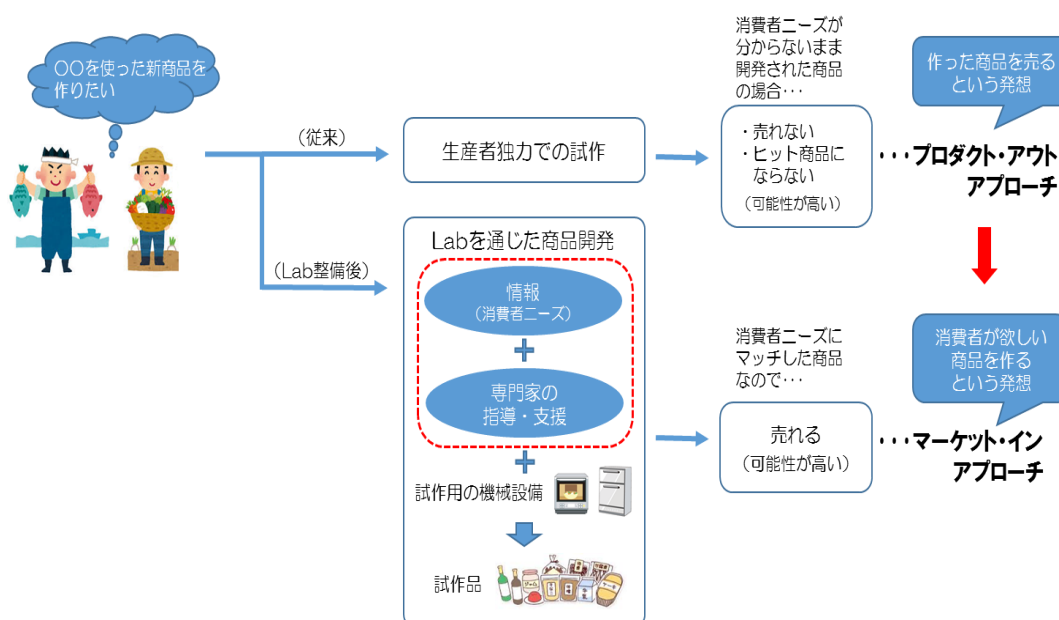 〇〇を使った新商品を
作りたい
(従来)
生産者独力での試作
消費者ニーズが
分からないまま
開発された商品
の場合･･･
・売れない
・ヒット商品に
ならない
(可能性が高い)
作った商品を売る
という発想
･･･プロダクト・アウト
アプローチ
(Lab整備後)
Labを通じた商品開発
情報
(消費者ニーズ)
+
専門家の
指導・支援
+
試作用の機械設備
試作品
消費者ニーズに
マッチした商品
なので･･･
売れる
(可能性が高い)
消費者が欲しい
商品を作る
という発想
･･･マーケット・イン
アプローチ